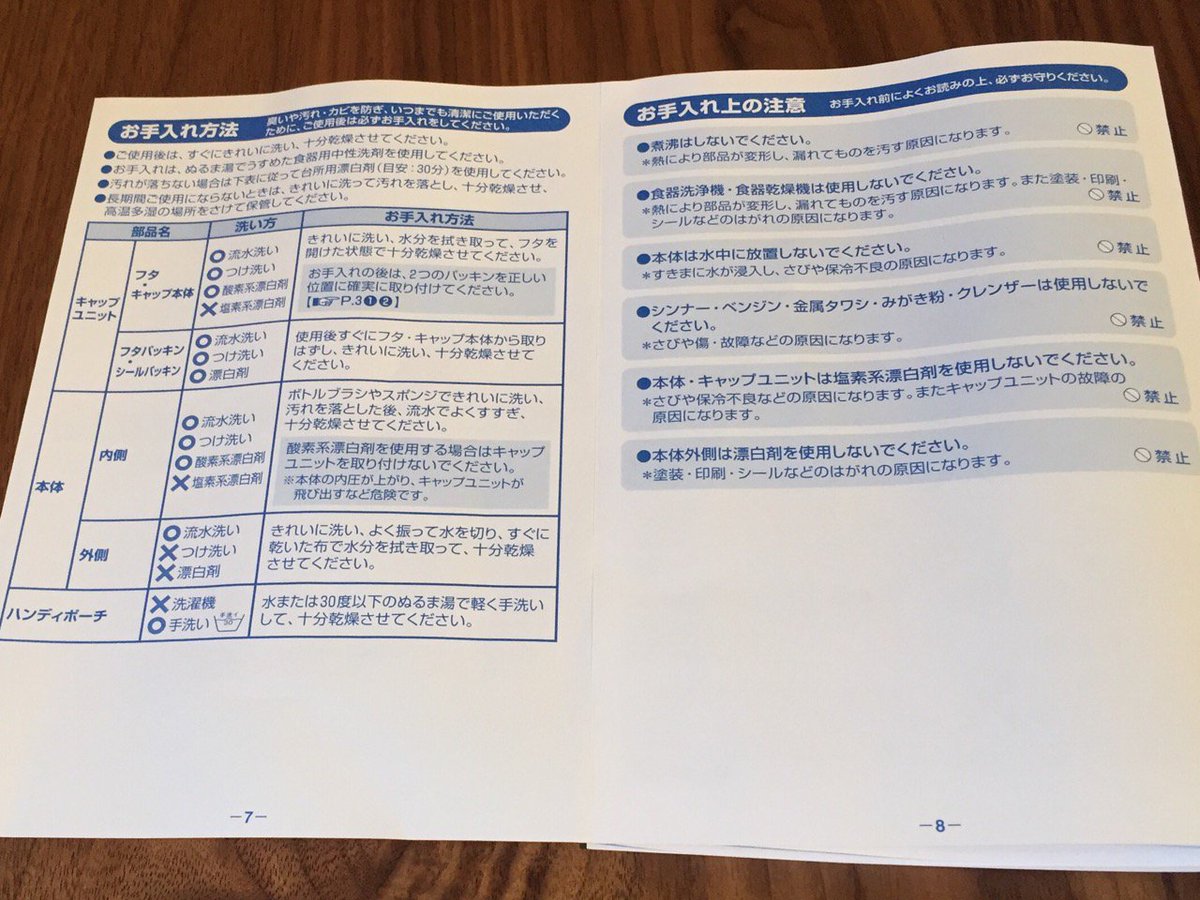 お手入れ方法 臭いや汚れ・カビを防ぎ、いつまでも清潔にご使用いただく
ために、ご使用後は必ずお手入れをしてください。
●ご使用後は、すぐにきれいに洗い、十分乾燥させてください。
●お手入れは、ぬるま湯でうすめた食器用中性洗剤を使用してください。
●汚れが落ちない場合は下表に従って台所用漂白剤(目安:30分)を使用してください。
●長期間ご使用にならないときは、きれいに洗って汚れを落とし、十分乾燥させ、
高温多湿の場所をさけて保管してください。
部品名 洗い方 お手入れ方法
キャップ
ユニット
フタ
・
キャップ本体
○流水洗い
○つけ洗い
○酸素系漂白剤
×塩素系漂白剤
きれいに洗い、水分を拭き取って、フタを
開けた状態で十分乾燥させてください。
お手入れの後は、2つのパッキンを正しい
位置に確実に取り付けてください。
【☞P.3❶❷】
フタパッキン
・
シールパッキン
○流水洗い
○つけ洗い
○漂白剤
使用後すぐにフタ・キャップ本体から取り
はずし、きれいに洗い、十分乾燥させて
ください。
本体
内側
○流水洗い
○つけ洗い
○酸素系漂白剤
×塩素系漂白剤
ボトルブラシやスポンジできれいに洗い、
汚れを落とした後、流水でよくすすぎ、
十分乾燥させてください。
酸素系漂白剤を使用する場合はキャップ
ユニットを取り付けないでください。
※本体の内圧が上がり、キャップユニットが
飛び出すなど危険です。
外側
○流水洗い
×つけ洗い
×漂白剤
きれいに洗い、よく振って水を切り、すぐに
乾いた布で水分を拭き取って、十分乾燥
させてください。
ハンディポーチ
×洗濯機
○手洗い 手洗イ 30
水または30度以下のぬるま湯で軽く手洗い
して、十分乾燥させてください。
－7－
お手入れ上の注意 お手入れ前によくお読みの上、必ずお守りください。
●煮沸はしないでください。
＊熱により部品が変形し、漏れてものを汚す原因になります。 禁止
●食器洗浄機・食器乾燥機は使用しないでください。
＊熱により部品が変形し、漏れてものを汚す原因になります。また塗装・印刷・
シールなどのはがれの原因になります。 禁止
●本体は水中に放置しないでください。
＊すきまに水が浸入し、さびや保冷不良の原因になります。 禁止
●シンナー・ベンジン・金属タワシ・みがき粉・クレンザーは使用しないで
ください。
＊さびや傷・故障などの原因になります。 禁止
●本体・キャップユニットは塩素系漂白剤を使用しないでください。
＊さびや保冷不良などの原因になります。またキャップユニットの故障の
原因になります。 禁止
●本体外側は漂白剤を使用しないでください。
＊塗装・印刷・シールなどのはがれの原因になります。 禁止
－8－